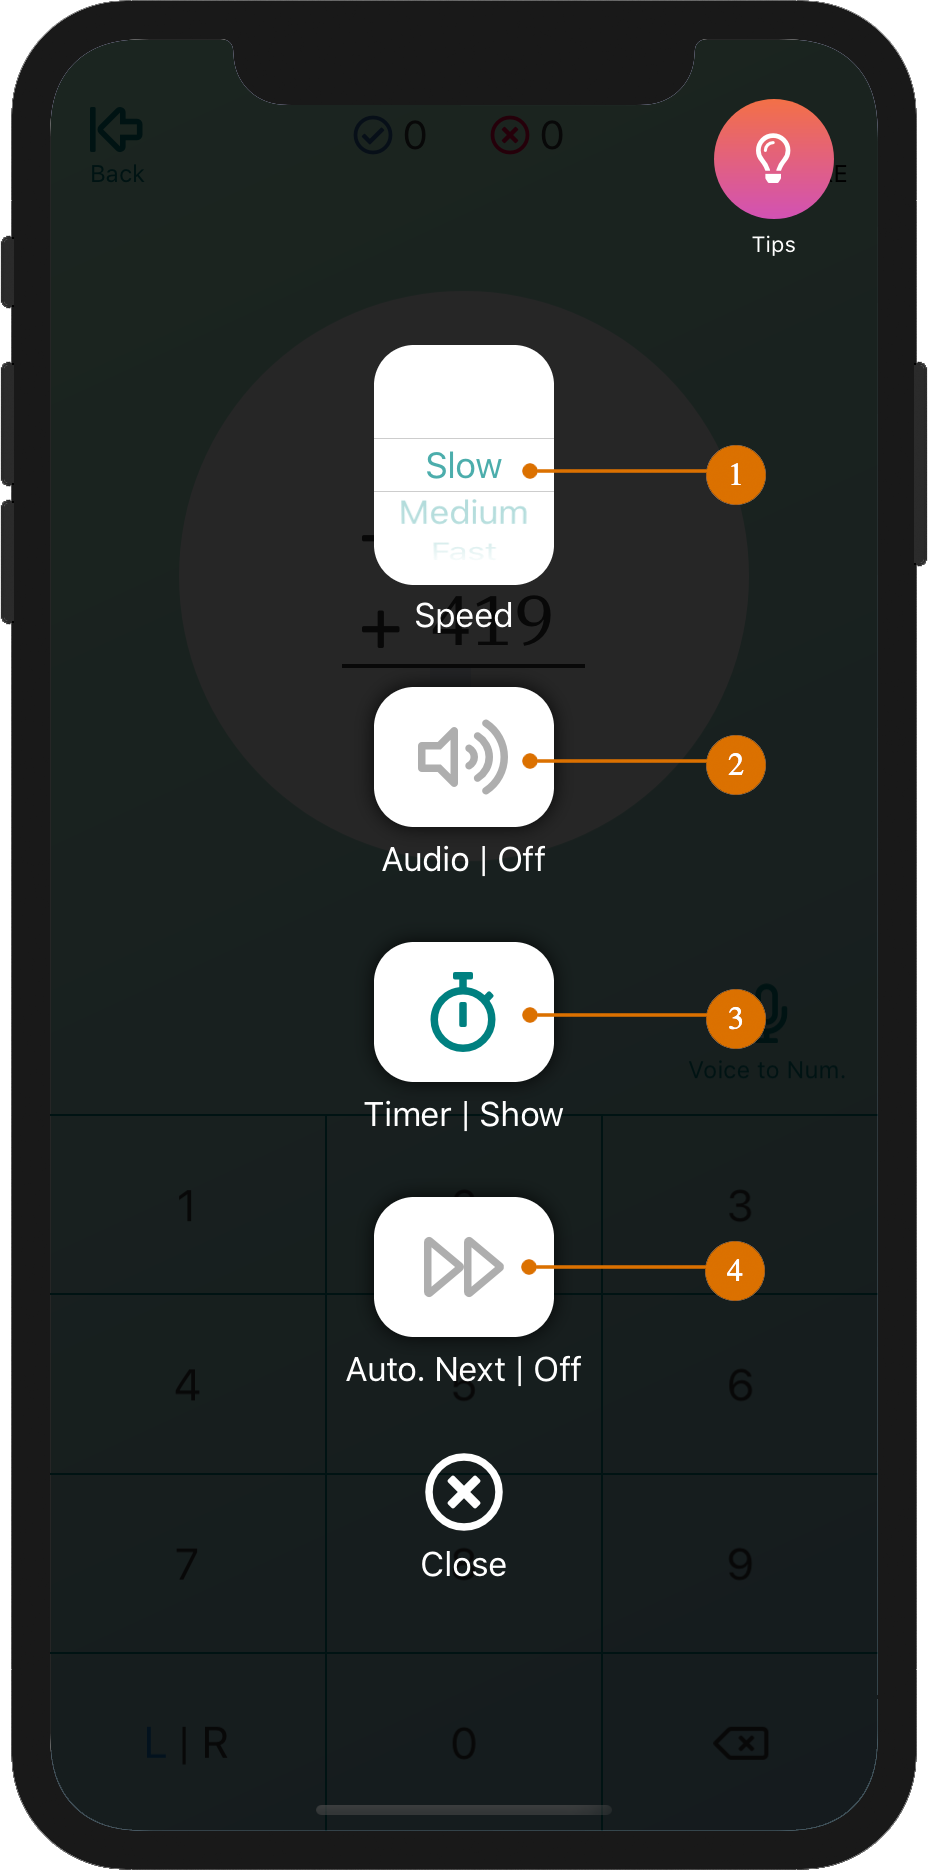 0 0
Back
E
Tips
Slow
1
Medium
Fast
+ 419
Speed
2
Audio | Off
3
Voice to Num.
Timer | Show
1 3
4
Auto. Next | Off
4 5 6
7 9
Close
L | R 0